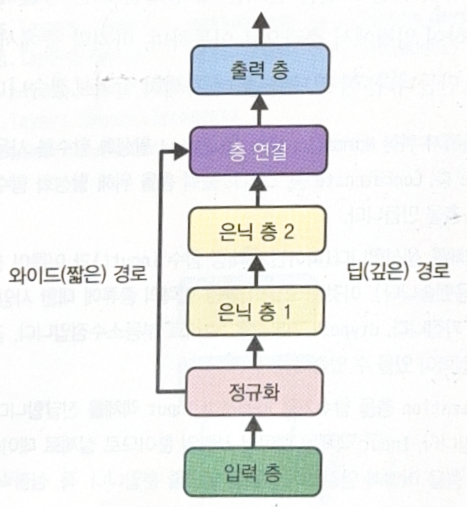 출력 층
층 연결
은닉 층 2
와이드(짧은) 경로
딥(깊은) 경로
은닉 층 1
정규화
입력 층